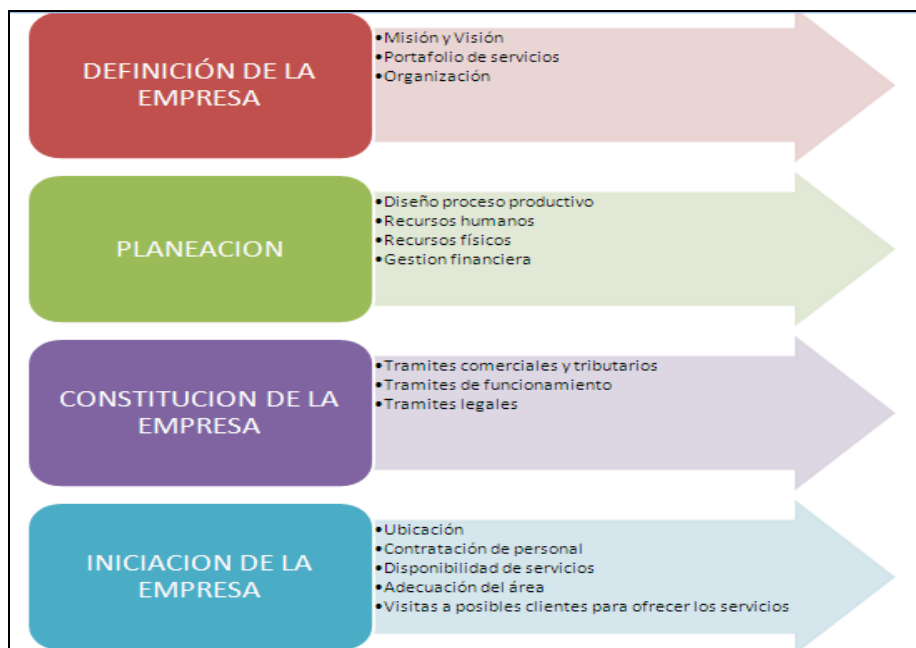 DEFINICIÓN DE LA
EMPRESA
•Misión y Visión
•Portafolio de servicios
•Organización
PLANEACION
•Diseño proceso productivo
•Recursos humanos
•Recursos físicos
•Gestion financiera
CONSTITUCION DE LA
EMPRESA
•Tramites comerciales y tributarios
•Tramites de funcionamiento
•Tramites legales
INICIACION DE LA
EMPRESA
•Ubicación
•Contratación de personal
•Disponibilidad de servicios
•Adecuación del área
•Visitas a posibles clientes para ofrecer los servicios